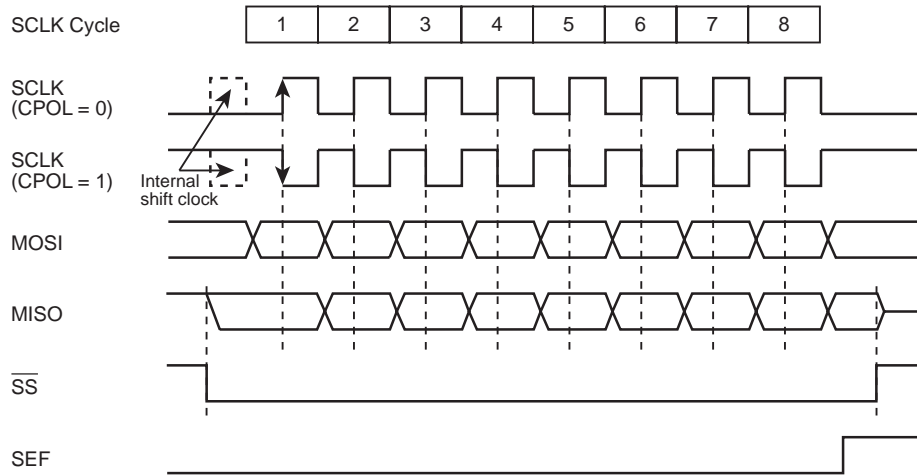 SCLK Cycle 1 2 3 4 5 6 7 8
SCLK
(CPOL = 0)
SCLK
(CPOL = 1)
Internal
shift clock
MOSI
MISO
SS
SEF